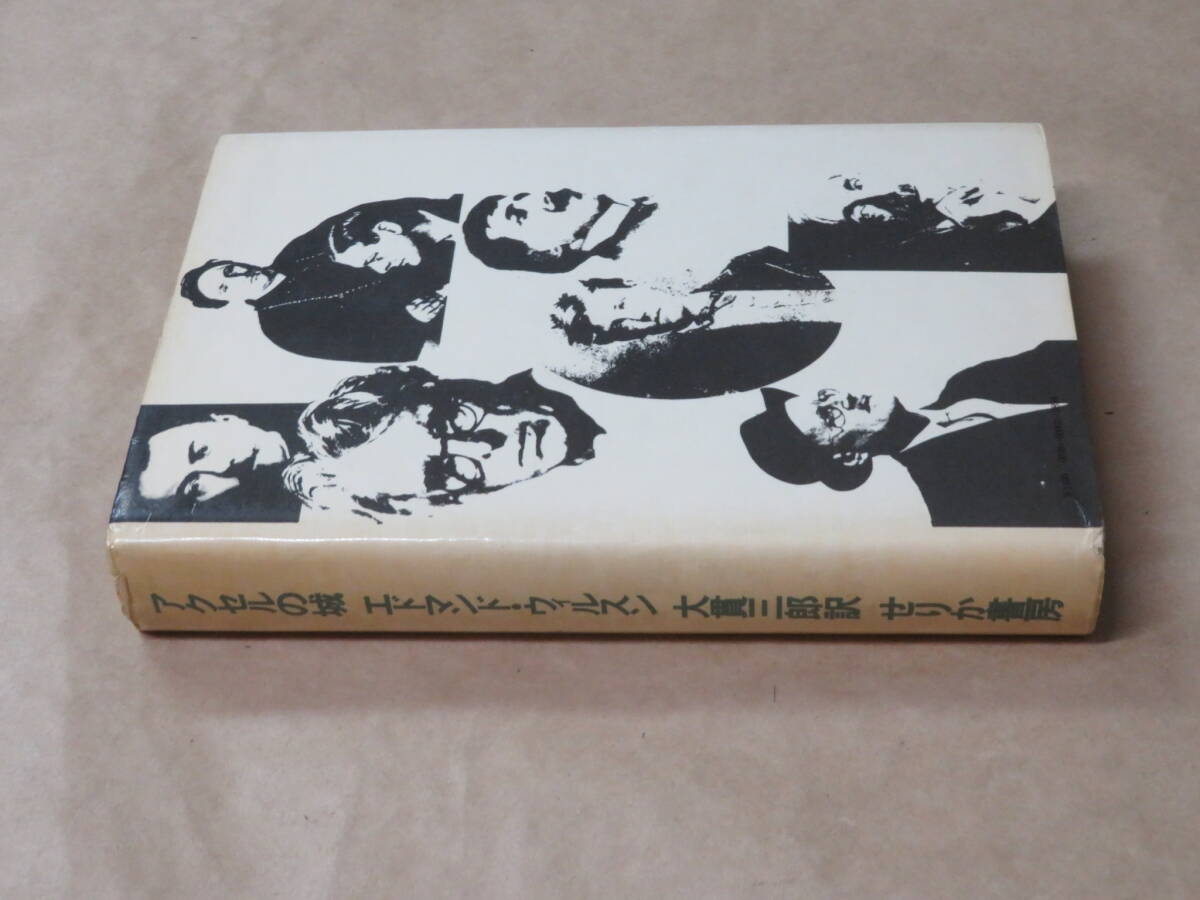 アクセルの城 エドマンド・ウィルスン 大貫三郎訳 せりか書房